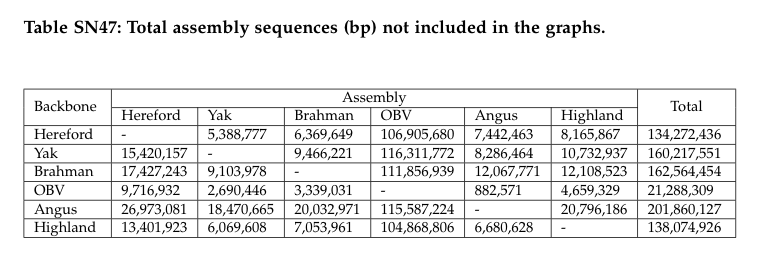 Table SN47: Total assembly sequences (bp) not included in the graphs.
Backbone Assembly Total
Hereford Yak Brahman OBV Angus Highland
Hereford - 5,388,777 6,369,649 106,905,680 7,442,463 8,165,867 134,272,436
Yak 15,420,157 - 9,466,221 116,311,772 8,286,464 10,732,937 160,217,551
Brahman 17,427,243 9,103,978 - 111,856,939 12,067,771 12,108,523 162,564,454
OBV 9,716,932 2,690,446 3,339,031 - 882,571 4,659,329 21,288,309
Angus 26,973,081 18,470,665 20,032,971 115,587,224 - 20,796,186 201,860,127
Highland 13,401,923 6,069,608 7,053,961 104,868,806 6,680,628 - 138,074,926